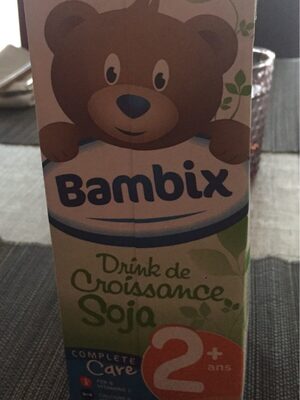 Bambix
Drink de
Croissance
Soja
COMPLETE
Care
2+
ans